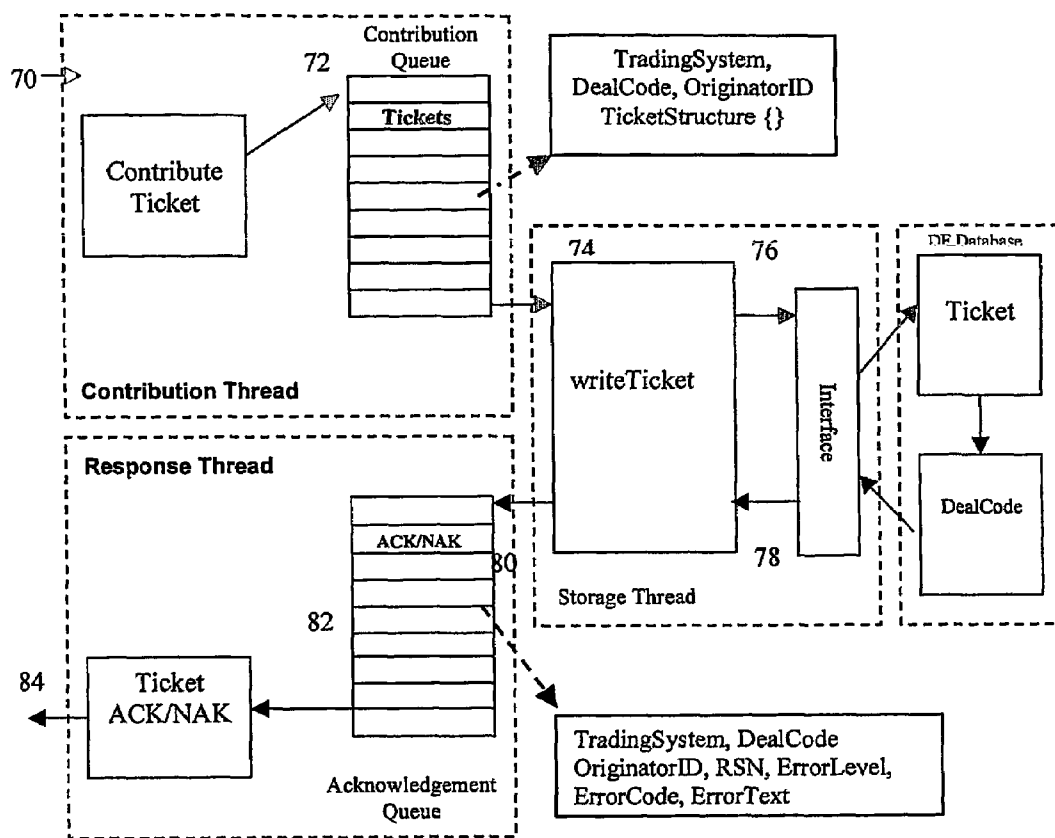 Contribution
Queue
70
72
TradingSystem,
DealCode, OriginatorID
TicketStructure {}
Tickets
Contribute
Ticket
74
76
DF Database
Ticket
writeTicket
Interface
Contribution Thread
Response Thread
DealCode
ACK/NAK
80
78
Storage Thread
82
84
Ticket
ACK/NAK
TradingSystem, DealCode
OriginatorID, RSN, ErrorLevel,
ErrorCode, ErrorText
Acknowledgement
Queue